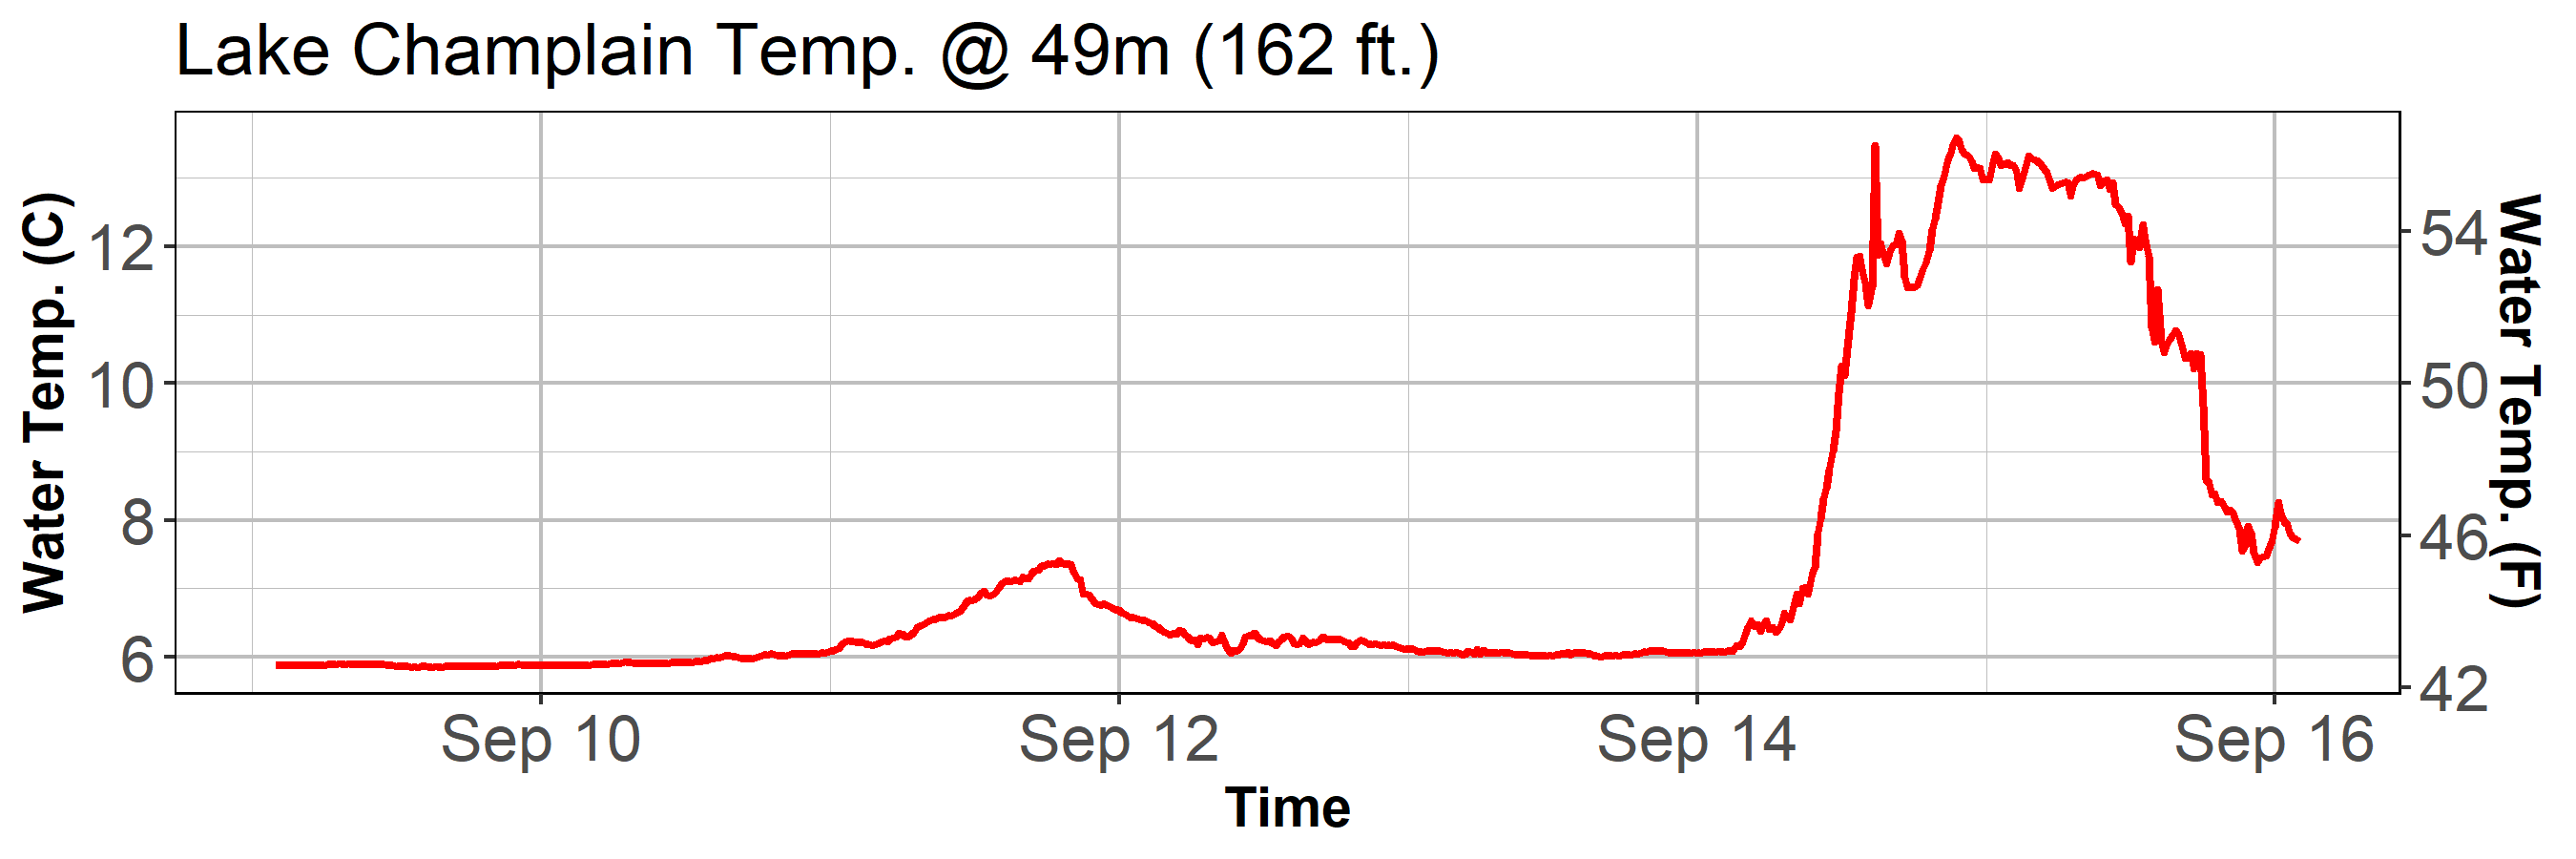 Lake Champlain Temp. @ 49m (162 ft.)
Water Temp. (C)
12
10
8
6
54
50
46
42
Water Temp. (F)
Sep 10
Sep 12
Sep 14
Sep 16
Time